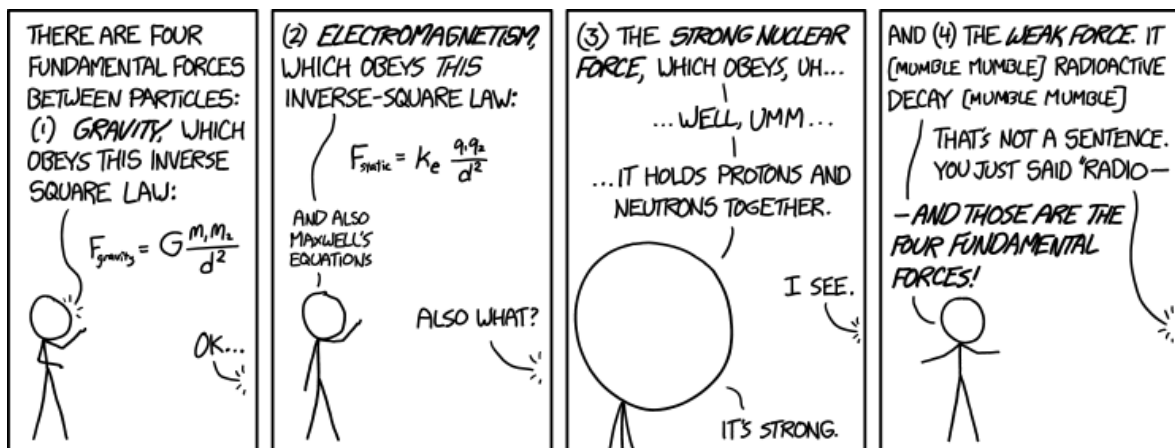 THERE ARE FOUR
FUNDAMENTAL FORCES
BETWEEN PARTICLES:
(1) GRAVITY, WHICH
OBEYS THIS INVERSE
SQUARE LAW:
F_gravity = G m₁m₂/d²
OK...
(2) ELECTROMAGNETISM,
WHICH OBEYS THIS
INVERSE-SQUARE LAW:
F_static = kₑ q₁q₂/d²
AND ALSO
MAXWELL'S
EQUATIONS
ALSO WHAT?
(3) THE STRONG NUCLEAR
FORCE, WHICH OBEYS, UH...
...WELL, UMM...
...IT HOLDS PROTONS AND
NEUTRONS TOGETHER.
I SEE.
IT'S STRONG.
AND (4) THE WEAK FORCE. IT
[MUMBLE MUMBLE] RADIOACTIVE
DECAY [MUMBLE MUMBLE]
THAT'S NOT A SENTENCE.
YOU JUST SAID "RADIO—
—AND THOSE ARE THE
FOUR FUNDAMENTAL
FORCES!